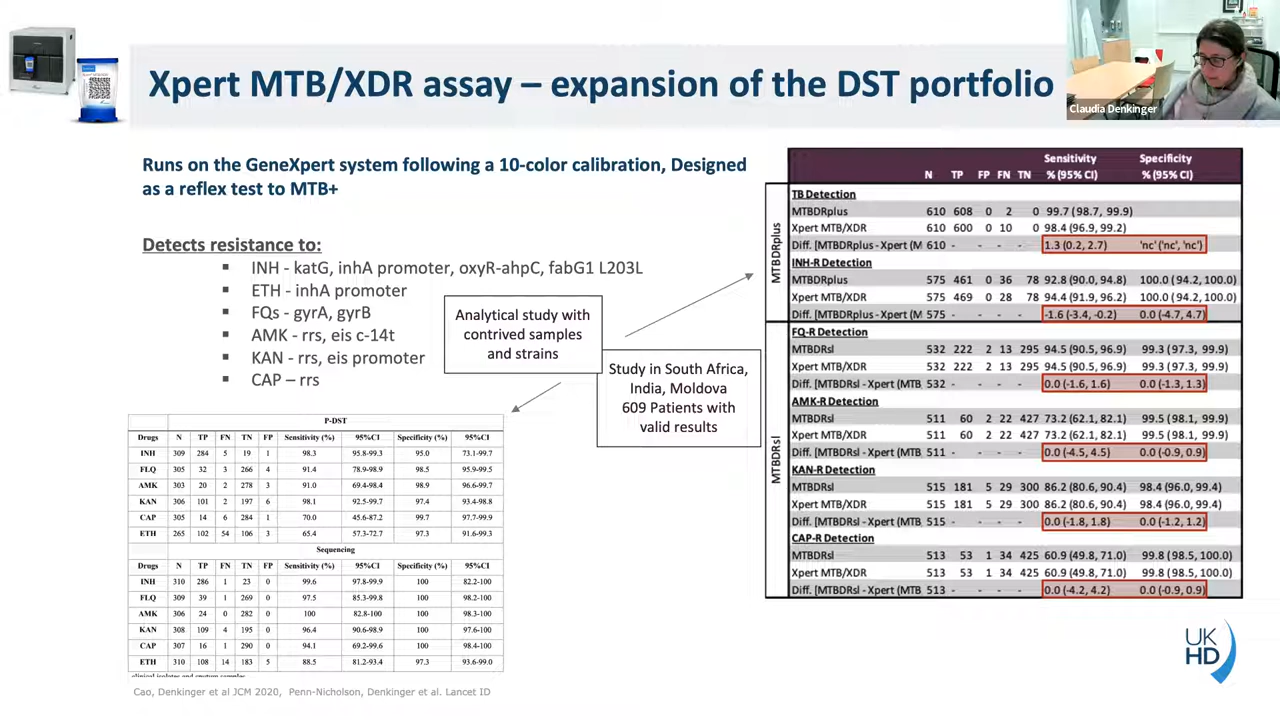 Xpert MTB/XDR assay – expansion of the DST portfolio
Claudia Denkinger
Runs on the GeneXpert system following a 10-color calibration, Designed
as a reflex test to MTB+
Detects resistance to:
▪ INH - katG, inhA promoter, oxyR-ahpC, fabG1 L203L
▪ ETH - inhA promoter
▪ FQs - gyrA, gyrB
▪ AMK - rrs, eis c-14t
▪ KAN - rrs, eis promoter
▪ CAP – rrs
Analytical study with
contrived samples
and strains
Study in South Africa,
India, Moldova
609 Patients with
valid results
P-DST
Drugs N TP FN TN FP Sensitivity (%) 95%CI Specificity (%) 95%CI
INH 309 284 5 19 1 98.3 95.8-99.3 95.0 73.1-99.7
FLQ 305 32 3 266 4 91.4 78.9-98.9 98.5 95.9-99.5
AMK 303 20 2 278 3 91.0 69.4-98.4 98.9 96.6-99.7
KAN 306 101 2 197 6 98.1 92.5-99.7 97.4 93.4-98.8
CAP 305 14 6 284 1 70.0 45.6-87.2 99.7 97.7-99.9
ETH 265 102 54 106 3 65.4 57.3-72.7 97.3 91.6-99.3
Sequencing
Drugs N TP FN TN FP Sensitivity (%) 95%CI Specificity (%) 95%CI
INH 310 286 1 23 0 99.6 97.8-99.9 100 82.2-100
FLQ 309 39 1 269 0 97.5 85.3-99.8 100 98.2-100
AMK 306 24 0 282 0 100 82.8-100 100 98.3-100
KAN 308 109 4 195 0 96.4 90.6-98.9 100 97.6-100
CAP 307 16 1 290 0 94.1 69.2-99.6 100 98.4-100
ETH 310 108 14 183 5 88.5 81.2-93.4 97.3 93.6-99.0
clinical isolates and sputum samples
Cao, Denkinger et al JCM 2020, Penn-Nicholson, Denkinger et al. Lancet ID
Sensitivity Specificity
N TP FP FN TN % (95% CI) % (95% CI)
MTBDRplus
TB Detection
MTBDRplus 610 608 0 2 0 99.7 (98.7, 99.9)
Xpert MTB/XDR 610 600 0 10 0 98.4 (96.9, 99.2)
Diff. [MTBDRplus - Xpert (M 610 - - - - 1.3 (0.2, 2.7) 'nc' ('nc', 'nc')
INH-R Detection
MTBDRplus 575 461 0 36 78 92.8 (90.0, 94.8) 100.0 (94.2, 100.0)
Xpert MTB/XDR 575 469 0 28 78 94.4 (91.9, 96.2) 100.0 (94.2, 100.0)
Diff. [MTBDRplus - Xpert (M 575 - - - - -1.6 (-3.4, -0.2) 0.0 (-4.7, 4.7)
MTBDRsl
FQ-R Detection
MTBDRsl 532 222 2 13 295 94.5 (90.5, 96.9) 99.3 (97.3, 99.9)
Xpert MTB/XDR 532 222 2 13 295 94.5 (90.5, 96.9) 99.3 (97.3, 99.9)
Diff. [MTBDRsl - Xpert (MTB 532 - - - - 0.0 (-1.6, 1.6) 0.0 (-1.3, 1.3)
AMK-R Detection
MTBDRsl 511 60 2 22 427 73.2 (62.1, 82.1) 99.5 (98.1, 99.9)
Xpert MTB/XDR 511 60 2 22 427 73.2 (62.1, 82.1) 99.5 (98.1, 99.9)
Diff. [MTBDRsl - Xpert (MTB 511 - - - - 0.0 (-4.5, 4.5) 0.0 (-0.9, 0.9)
KAN-R Detection
MTBDRsl 515 181 5 29 300 86.2 (80.6, 90.4) 98.4 (96.0, 99.4)
Xpert MTB/XDR 515 181 5 29 300 86.2 (80.6, 90.4) 98.4 (96.0, 99.4)
Diff. [MTBDRsl - Xpert (MTB 515 - - - - 0.0 (-1.8, 1.8) 0.0 (-1.2, 1.2)
CAP-R Detection
MTBDRsl 513 53 1 34 425 60.9 (49.8, 71.0) 99.8 (98.5, 100.0)
Xpert MTB/XDR 513 53 1 34 425 60.9 (49.8, 71.0) 99.8 (98.5, 100.0)
Diff. [MTBDRsl - Xpert (MTB 513 - - - - 0.0 (-4.2, 4.2) 0.0 (-0.9, 0.9)
UK
HD